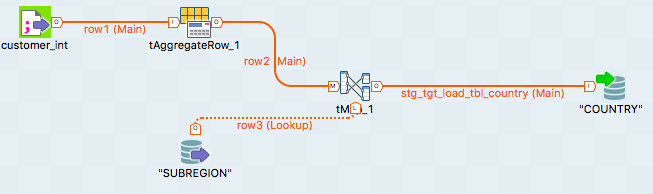 O
row1 (Main)
I
O
customer_int
tAggregateRow_1
row2 (Main)
M
O
stg_tgt_load_tbl_country (Main)
I
L
"COUNTRY"
row3 (Lookup)
O
"SUBREGION"